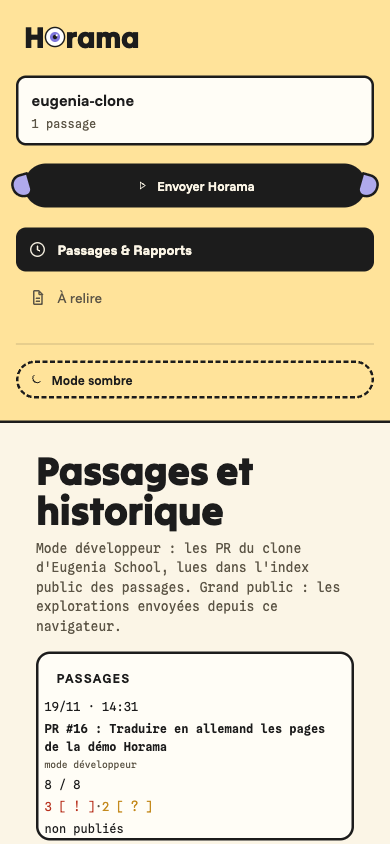 Horama
eugenia-clone
1 passage
Envoyer Horama
Passages & Rapports
À relire
Mode sombre
Passages et
historique
Mode développeur : les PR du clone
d'Eugenia School, lues dans l'index
public des passages. Grand public : les
explorations envoyées depuis ce
navigateur.
PASSAGES
19/11 · 14:31
PR #16 : Traduire en allemand les pages
de la démo Horama
mode développeur
8 / 8
3 [ ! ]·2 [ ? ]
non publiés